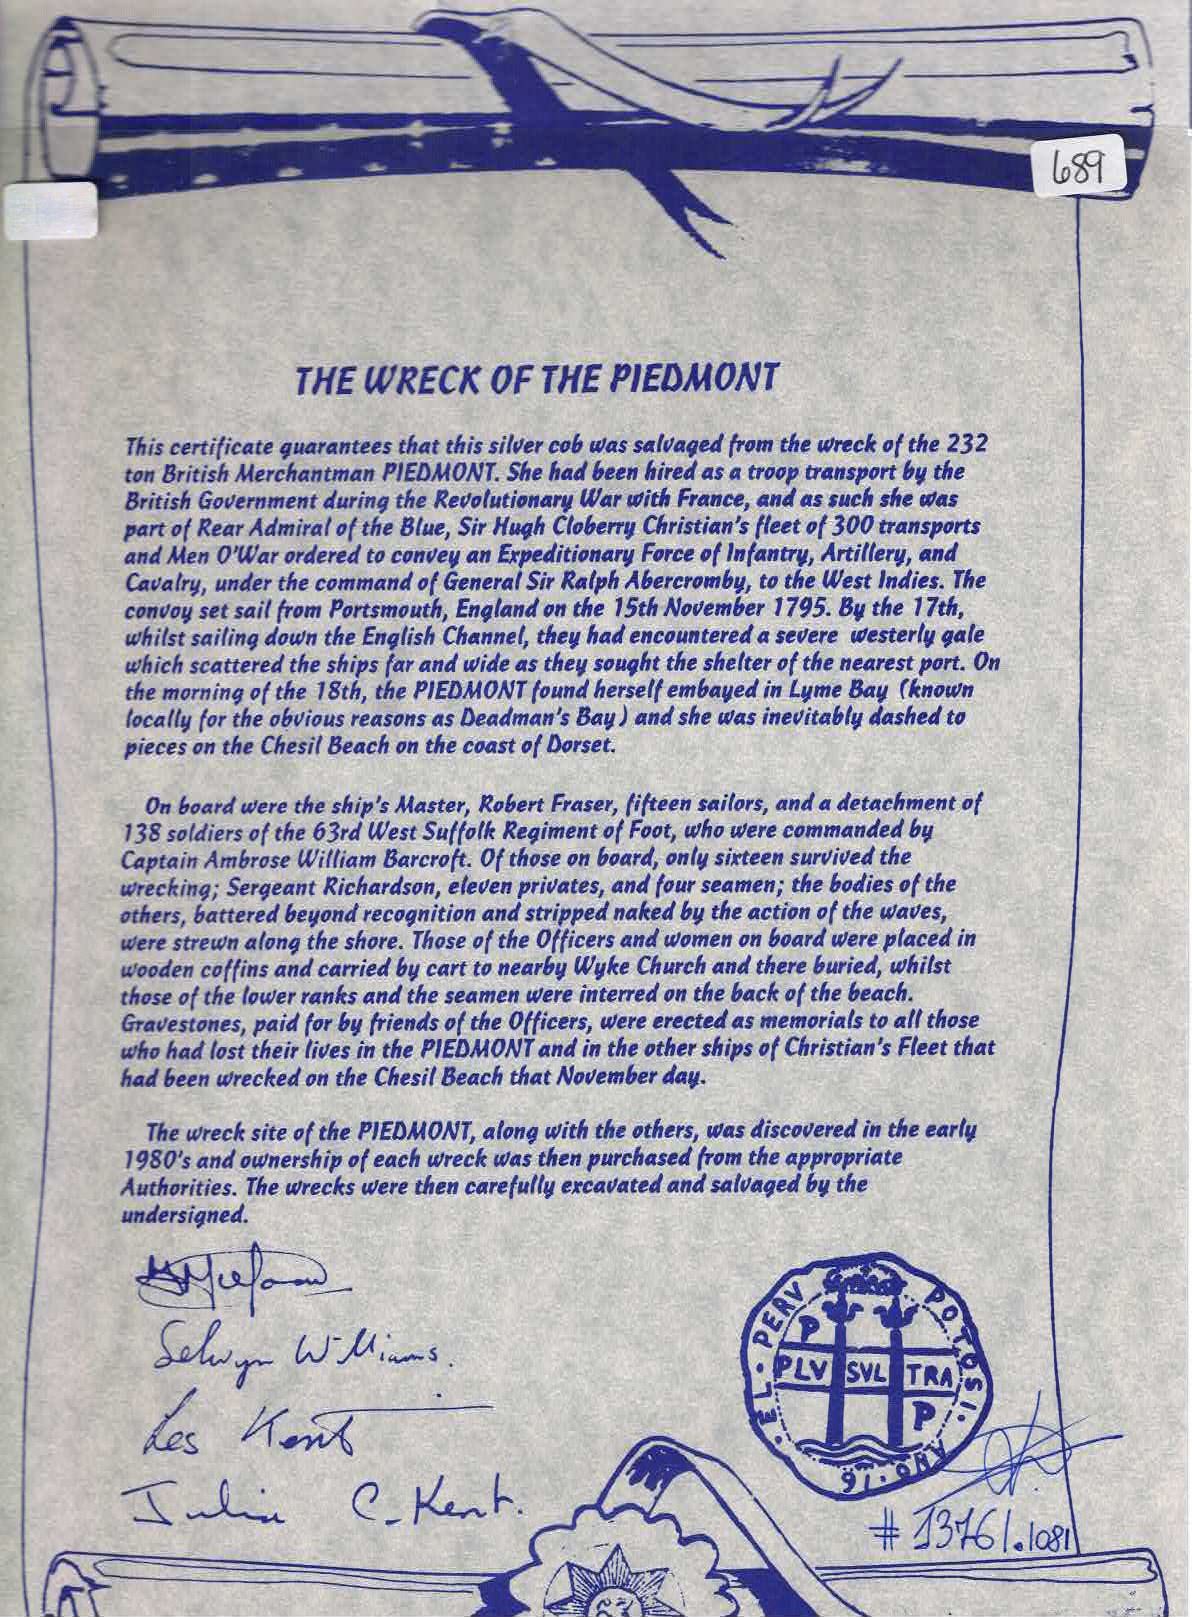 689
THE WRECK OF THE PIEDMONT
This certificate guarantees that this silver cob was salvaged from the wreck of the 232
ton British Merchantman PIEDMONT. She had been hired as a troop transport by the
British Government during the Revolutionary War with France, and as such she was
part of Rear Admiral of the Blue, Sir Hugh Cloberry Christian's fleet of 300 transports
and Men O'War ordered to convey an Expeditionary Force of Infantry, Artillery, and
Cavalry, under the command of General Sir Ralph Abercromby, to the West Indies. The
convoy set sail from Portsmouth, England on the 15th November 1795. By the 17th,
whilst sailing down the English Channel, they had encountered a severe westerly gale
which scattered the ships far and wide as they sought the shelter of the nearest port. On
the morning of the 18th, the PIEDMONT found herself embayed in Lyme Bay (known
locally for the obvious reasons as Deadman's Bay) and she was inevitably dashed to
pieces on the Chesil Beach on the coast of Dorset.
On board were the ship's Master, Robert Fraser, fifteen sailors, and a detachment of
138 soldiers of the 63rd West Suffolk Regiment of Foot, who were commanded by
Captain Ambrose William Barcroft. Of those on board, only sixteen survived the
wrecking; Sergeant Richardson, eleven privates, and four seamen; the bodies of the
others, battered beyond recognition and stripped naked by the action of the waves,
were strewn along the shore. Those of the Officers and women on board were placed in
wooden coffins and carried by cart to nearby Wyke Church and there buried, whilst
those of the lower ranks and the seamen were interred on the back of the beach.
Gravestones, paid for by friends of the Officers, were erected as memorials to all those
who had lost their lives in the PIEDMONT and in the other ships of Christian's Fleet that
had been wrecked on the Chesil Beach that November day.
The wreck site of the PIEDMONT, along with the others, was discovered in the early
1980's and ownership of each wreck was then purchased from the appropriate
Authorities. The wrecks were then carefully excavated and salvaged by the
undersigned.
Selwyn Williams.
Les Kent
Julia C. Kent.
EL·PERV POTOSI·ANO·16
P
PLV SVL TRA
P
# 13761.1081
63